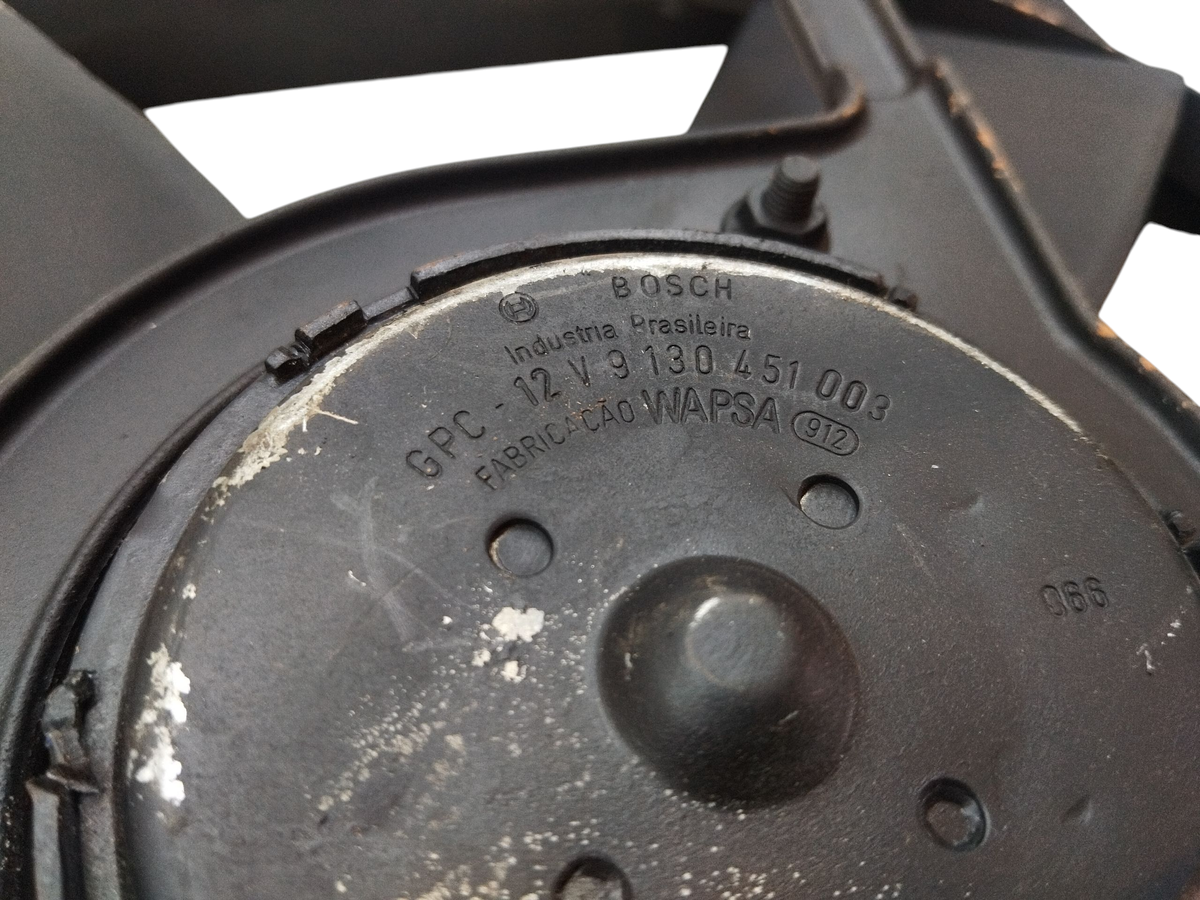 BOSCH
Industria Brasileira
GPC - 12 V 9 130 451 003
FABRICAÇÃO WAPSA 912
066